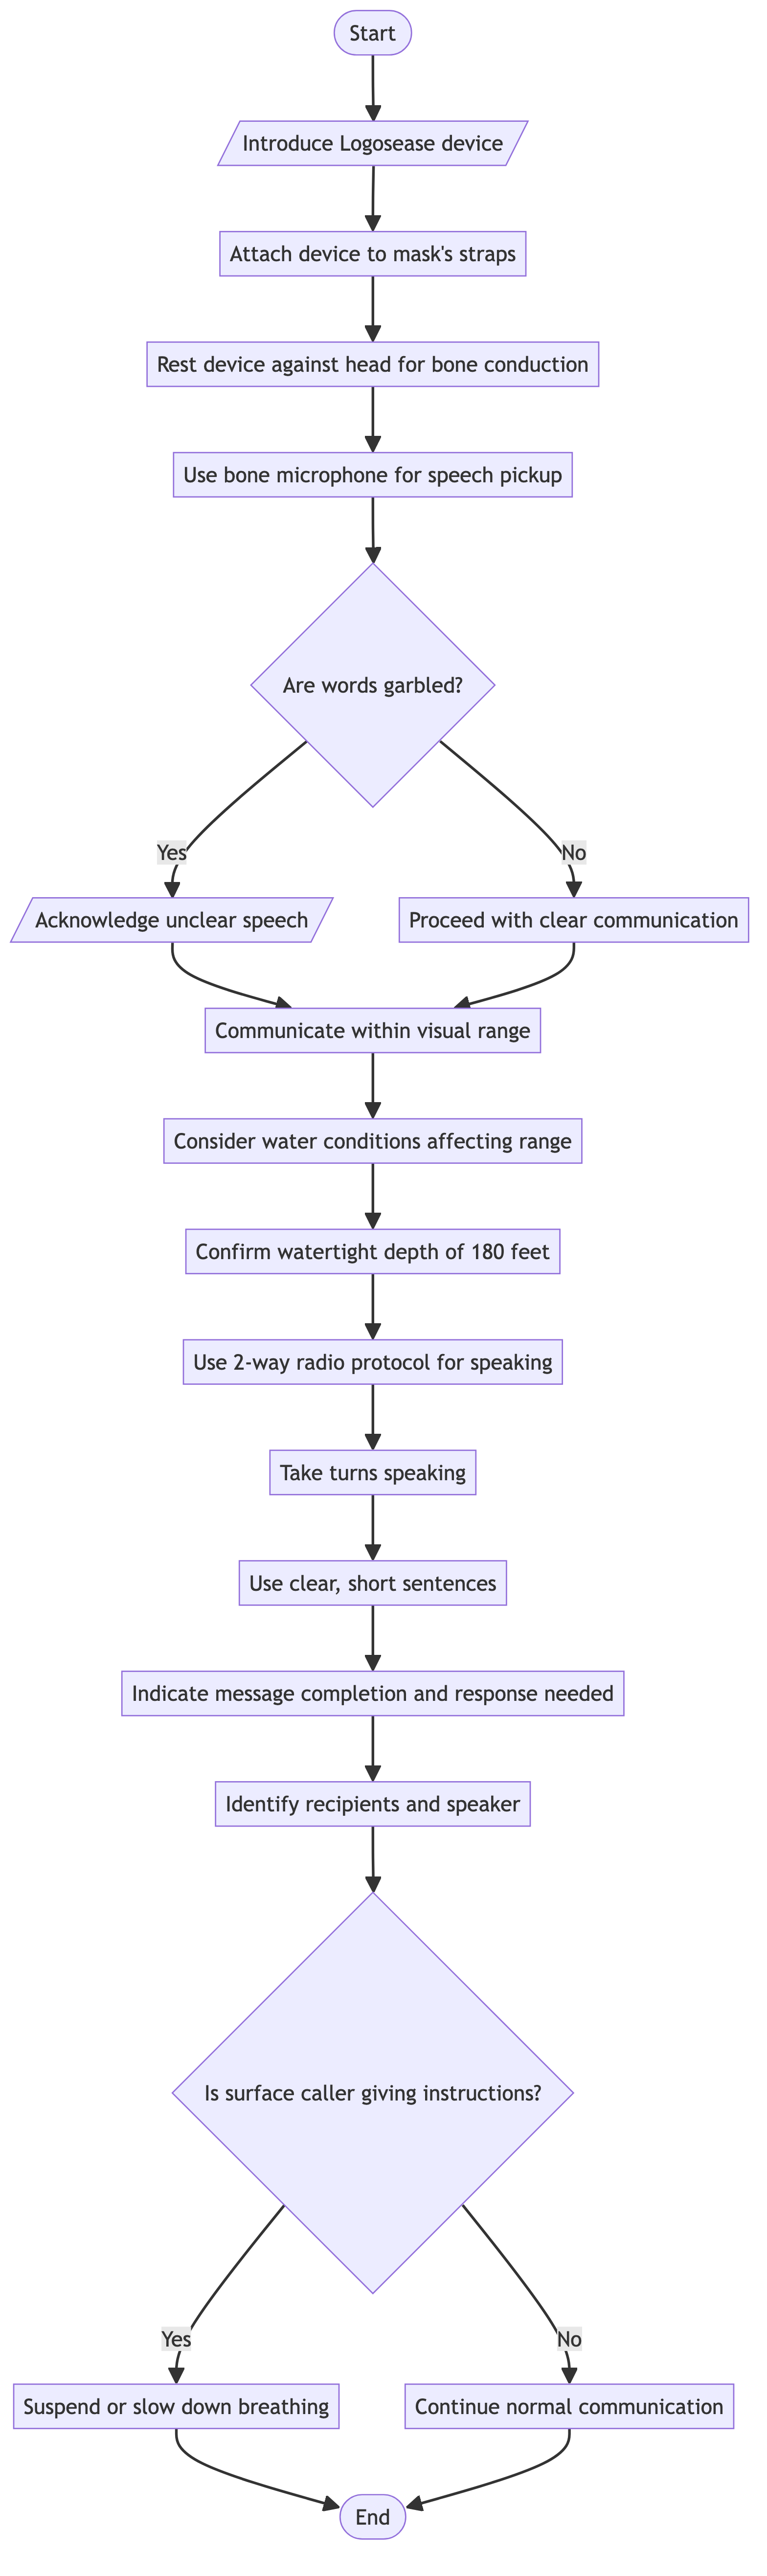 Start
Introduce Logosease device
Attach device to mask's straps
Rest device against head for bone conduction
Use bone microphone for speech pickup
Are words garbled?
Yes
No
Acknowledge unclear speech
Proceed with clear communication
Communicate within visual range
Consider water conditions affecting range
Confirm watertight depth of 180 feet
Use 2-way radio protocol for speaking
Take turns speaking
Use clear, short sentences
Indicate message completion and response needed
Identify recipients and speaker
Is surface caller giving instructions?
Yes
No
Suspend or slow down breathing
Continue normal communication
End